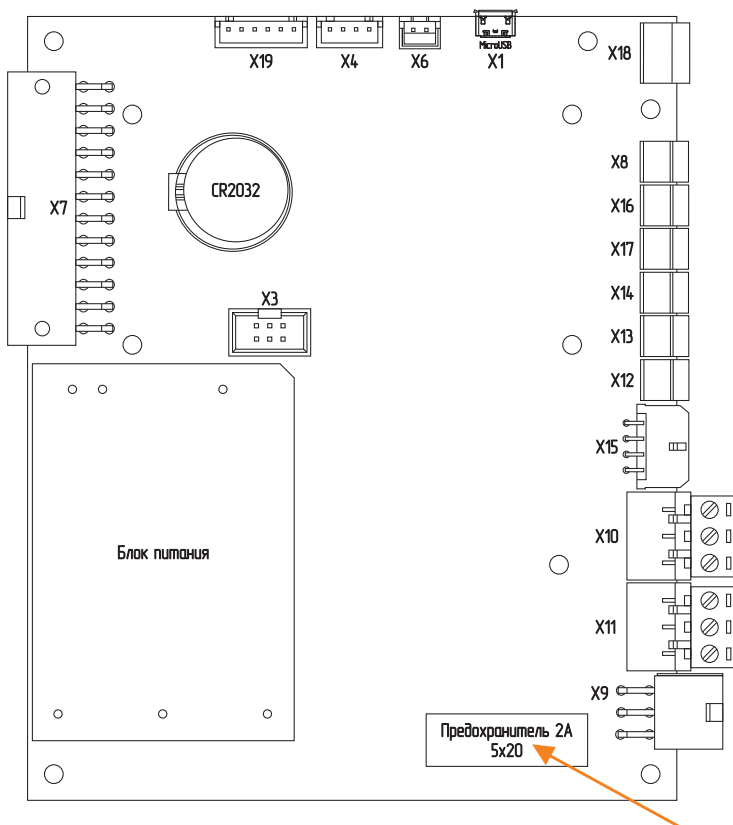 MicroUSB
X19
X4
X6
X1
X18
X8
CR2032
X16
X7
X17
X14
X3
X13
X12
X15
X10
Блок питания
X11
X9
Предохранитель 2А
5x20